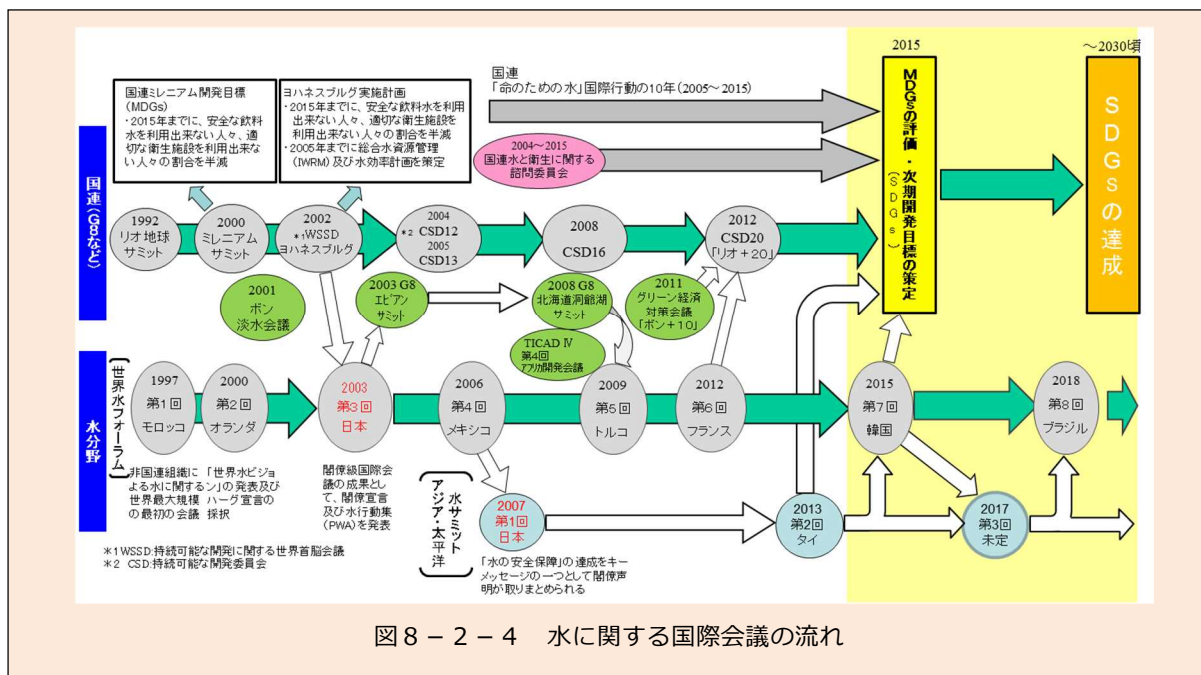 2015
～2030頃
国連
「命のための水」国際行動の10年(2005～2015)
国連ミレニアム開発目標
(MDGs)
・2015年までに、安全な飲料
水を利用出来ない人々、適
切な衛生施設を利用出来な
い人々の割合を半減
ヨハネスブルグ実施計画
・2015年までに、安全な飲料水を利用
出来ない人々、適切な衛生施設を
利用出来ない人々の割合を半減
・2005年までに総合水資源管理
(IWRM)及び水効率計画を策定
2004～2015
国連水と衛生に関する
諮問委員会
MDGsの評価・次期開発目標の策定
(SDGs)
SDGsの達成
国連(G8など)
1992
リオ地球
サミット
2000
ミレニアム
サミット
2002
*1WSSD
ヨハネスブルグ
2004
*2 CSD12
2005
CSD13
2008
CSD16
2012
CSD20
「リオ+20」
2001
ボン
淡水会議
2003 G8
エビアン
サミット
2008 G8
北海道洞爺湖
サミット
2011
グリーン経済
対策会議
「ボン+10」
TICAD Ⅳ
第4回
アフリカ開発会議
水分野
(世界水フォーラム)
1997
第1回
モロッコ
2000
第2回
オランダ
2003
第3回
日本
2006
第4回
メキシコ
2009
第5回
トルコ
2012
第6回
フランス
2015
第7回
韓国
2018
第8回
ブラジル
非国連組織に
よる水に関する
世界最大規模
の最初の会議
「世界水ビジョ
ン」の発表及び
ハーグ宣言の
採択
閣僚級国際会
議の成果とし
て、閣僚宣言
及び水行動集
(PWA)を発表
アジア・太平洋
水サミット
2007
第1回
日本
2013
第2回
タイ
2017
第3回
未定
「水の安全保障」の達成をキー
メッセージの一つとして閣僚声
明が取りまとめられる
*1 WSSD:持続可能な開発に関する世界首脳会議
*2 CSD:持続可能な開発委員会
図8－2－4 水に関する国際会議の流れ